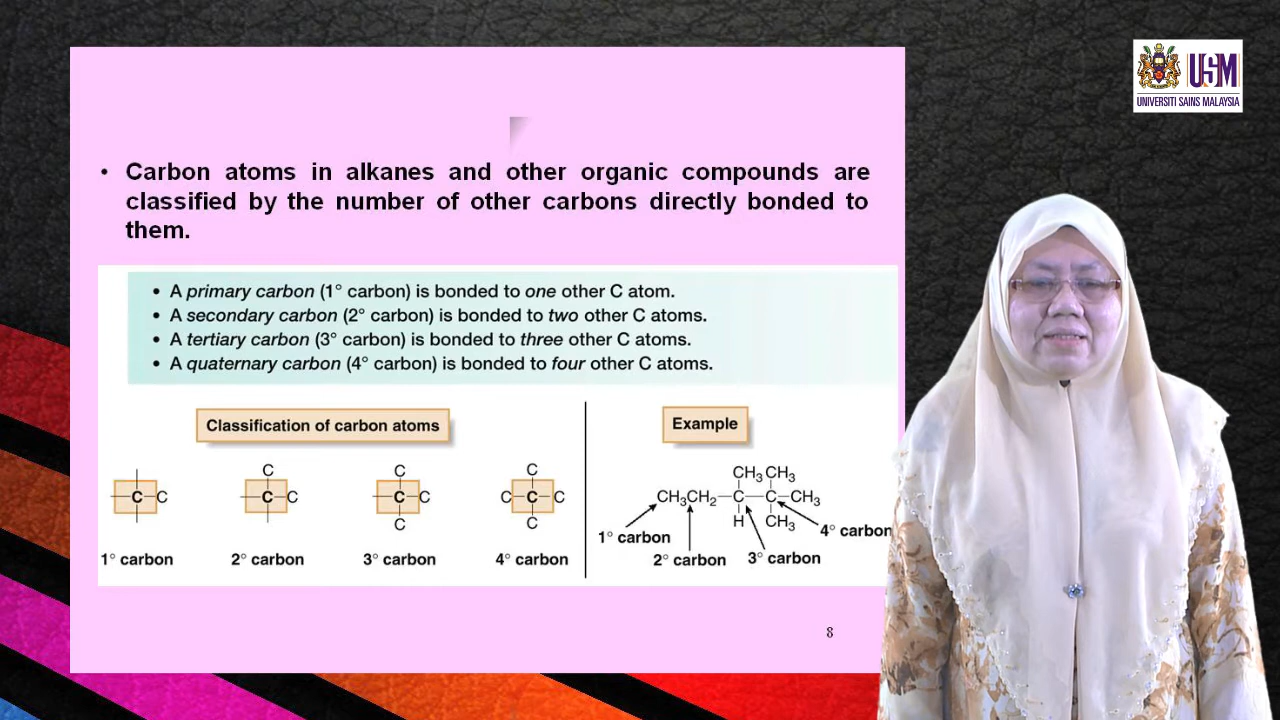 USM
UNIVERSITI SAINS MALAYSIA
• Carbon atoms in alkanes and other organic compounds are
classified by the number of other carbons directly bonded to
them.
• A primary carbon (1° carbon) is bonded to one other C atom.
• A secondary carbon (2° carbon) is bonded to two other C atoms.
• A tertiary carbon (3° carbon) is bonded to three other C atoms.
• A quaternary carbon (4° carbon) is bonded to four other C atoms.
Classification of carbon atoms
C C
1° carbon
C
C C
2° carbon
C
C C
C
3° carbon
C
C C C
C
4° carbon
Example
CH₃ CH₃
CH₃CH₂ C C CH₃
H CH₃
1° carbon
2° carbon
3° carbon
4° carbon
8